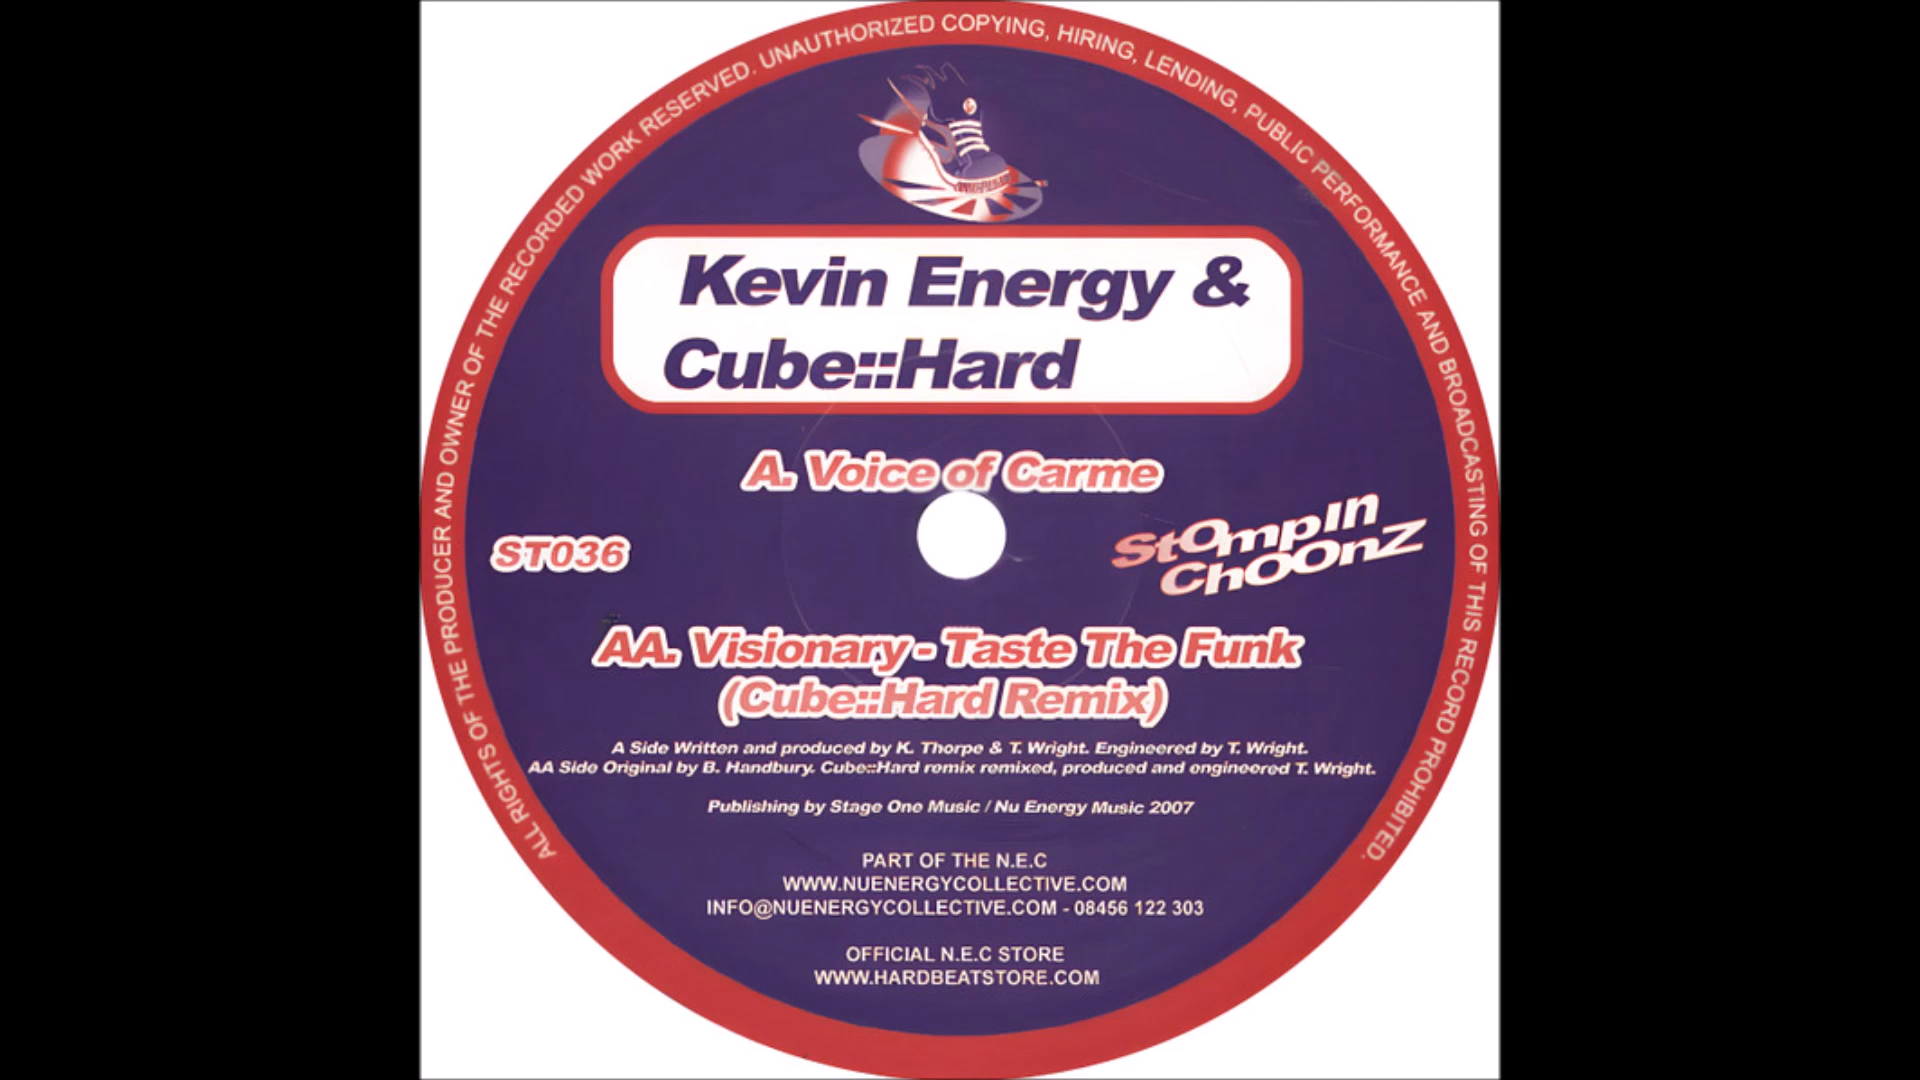 ALL RIGHTS OF THE PRODUCER AND OWNER OF THE RECORDED WORK RESERVED. UNAUTHORIZED COPYING, HIRING, LENDING, PUBLIC PERFORMANCE AND BROADCASTING OF THIS RECORD PROHIBITED.
Kevin Energy &
Cube::Hard
A. Voice of Carme
ST036
StOmpIn
ChOOnZ
AA. Visionary - Taste The Funk
(Cube::Hard Remix)
A Side Written and produced by K. Thorpe & T. Wright. Engineered by T. Wright.
AA Side Original by B. Handbury. Cube::Hard remix remixed, produced and engineered T. Wright.
Publishing by Stage One Music / Nu Energy Music 2007
PART OF THE N.E.C
WWW.NUENERGYCOLLECTIVE.COM
INFO@NUENERGYCOLLECTIVE.COM - 08456 122 303
OFFICIAL N.E.C STORE
WWW.HARDBEATSTORE.COM